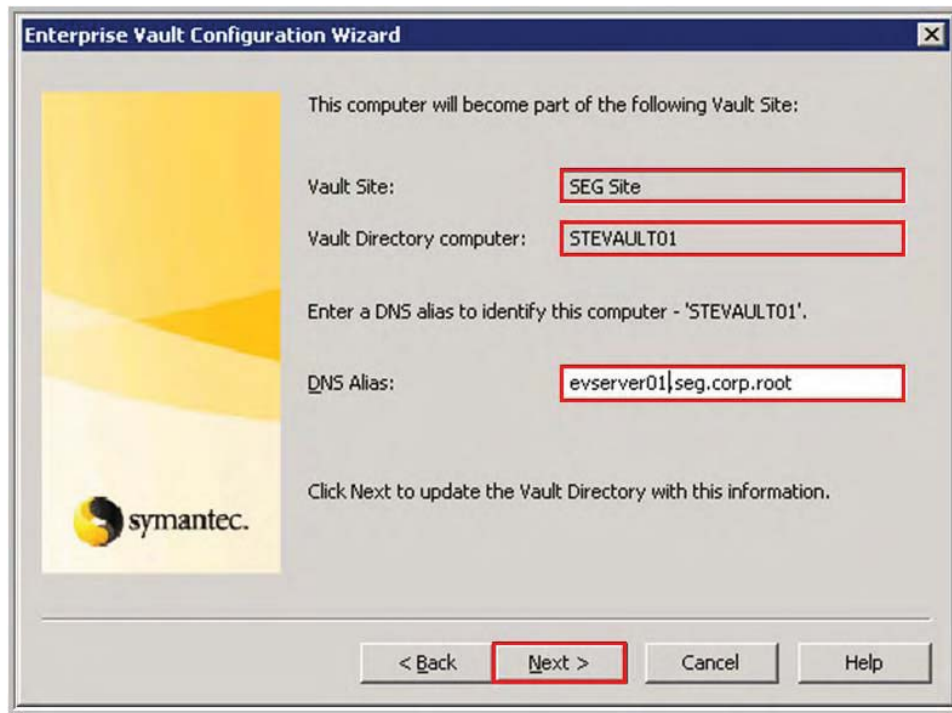 Enterprise Vault Configuration Wizard
This computer will become part of the following Vault Site:
Vault Site: SEG Site
Vault Directory computer: STEVAULT01
Enter a DNS alias to identify this computer - 'STEVAULT01'.
DNS Alias: evserver01.seg.corp.root
Click Next to update the Vault Directory with this information.
symantec.
< Back Next > Cancel Help